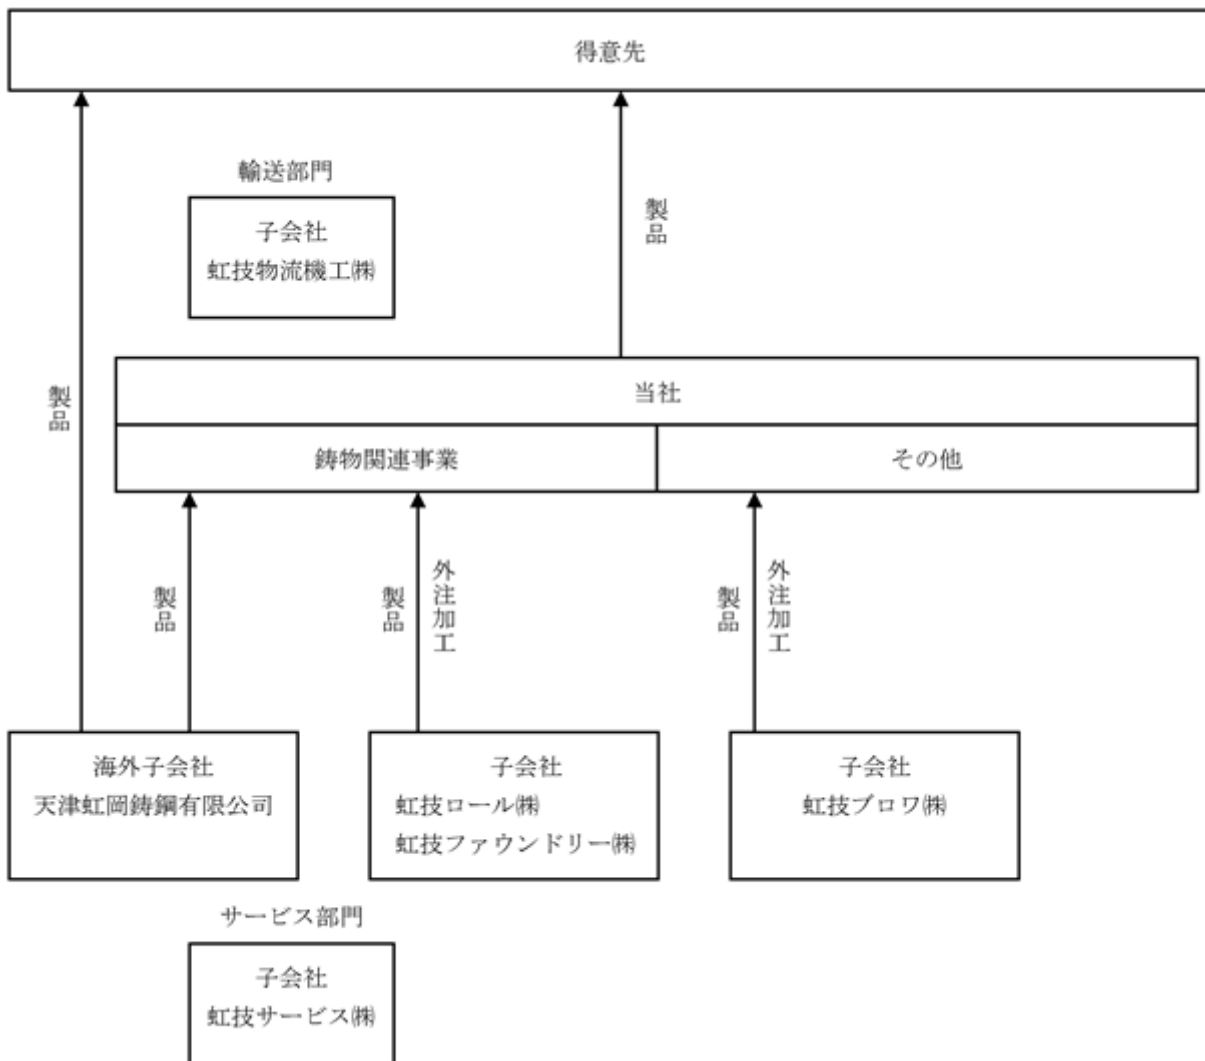 得意先
輸送部門
子会社
虹技物流機工㈱
製品
製品
当社
鋳物関連事業
その他
製品
製品
外注加工
製品
外注加工
海外子会社
天津虹岡鋳鋼有限公司
子会社
虹技ロール㈱
虹技ファウンドリー㈱
子会社
虹技ブロワ㈱
サービス部門
子会社
虹技サービス㈱